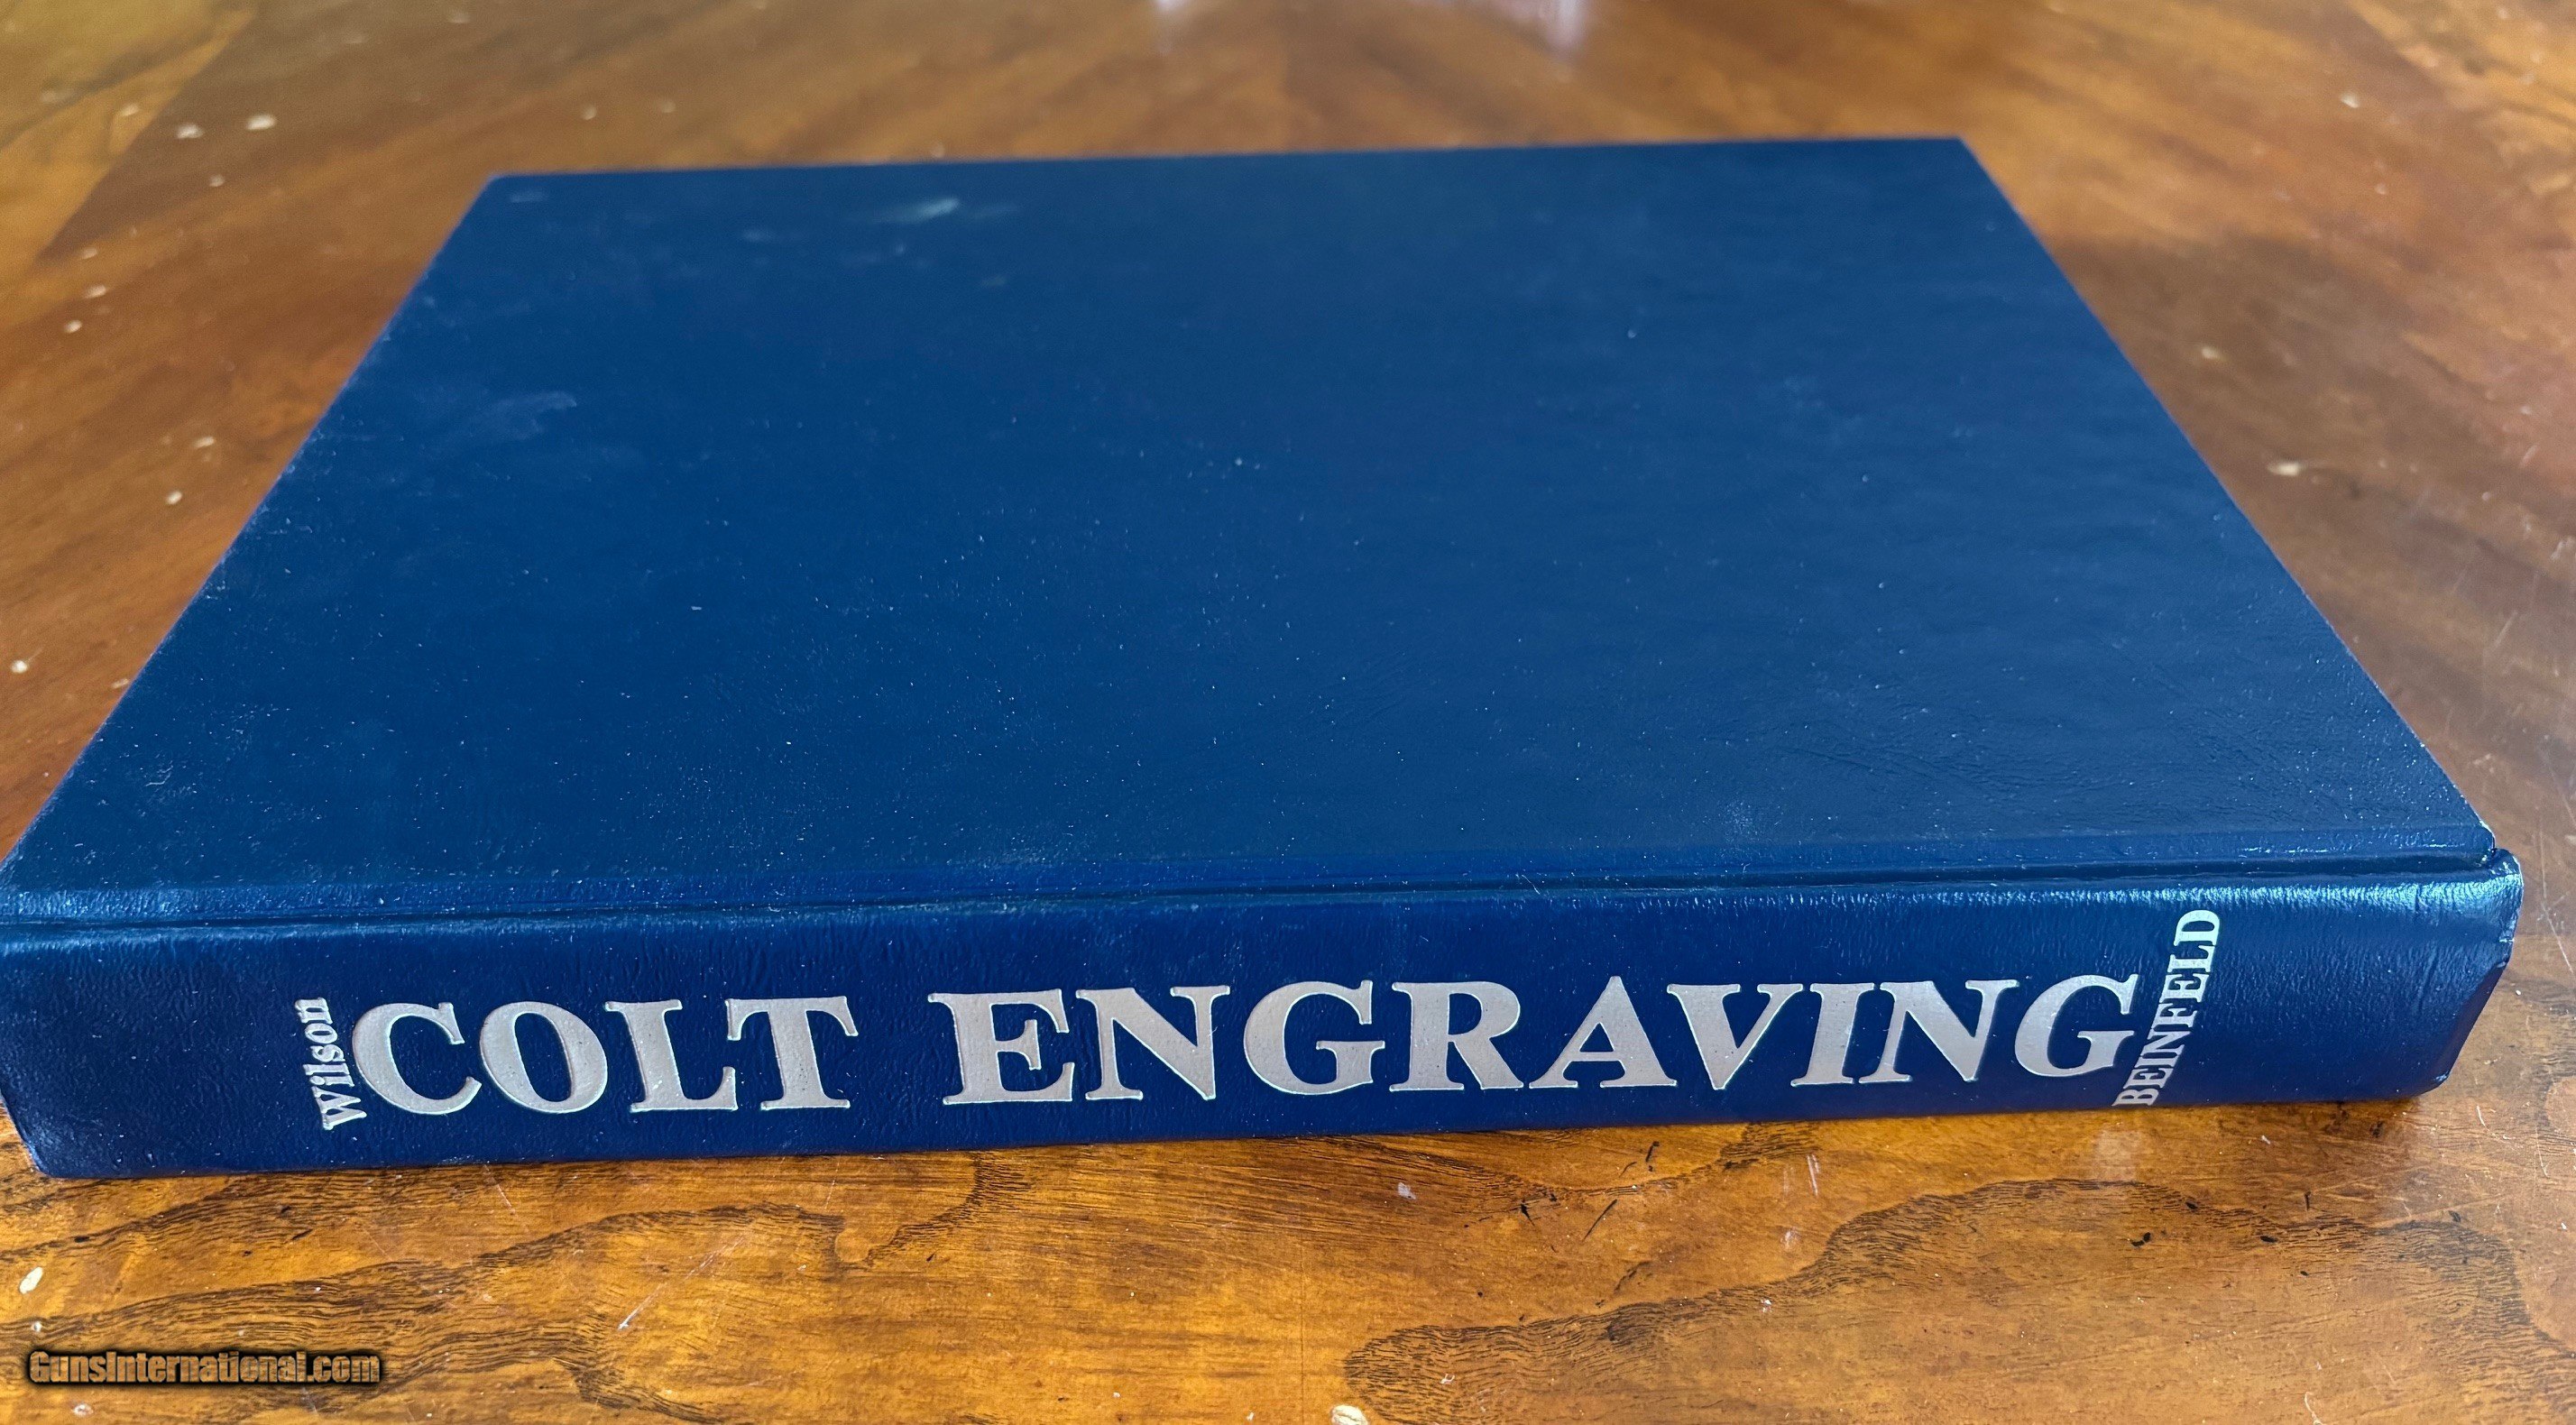 Wilson
COLT ENGRAVING
BEINFELD
GunsInternational.com